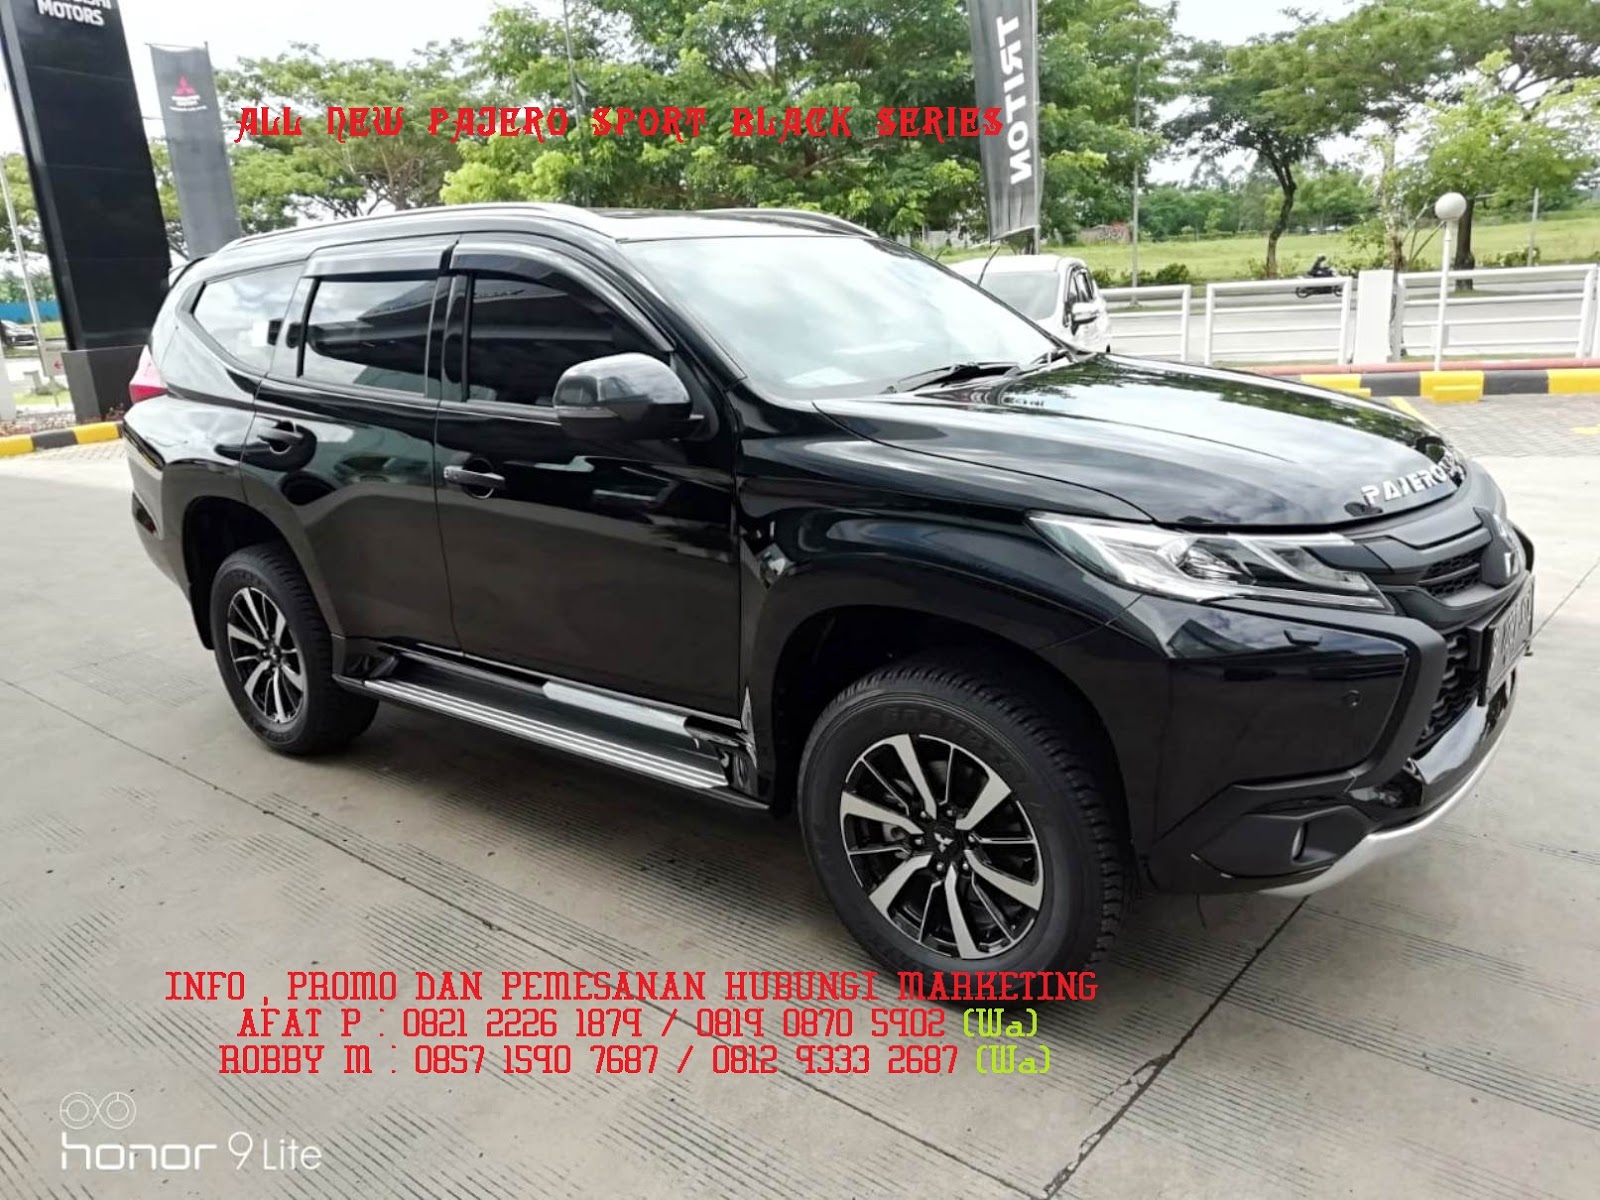 MOTORS
TRITON
ALL NEW PAJERO SPORT BLACK SERIES
PAJERO
INFO , PROMO DAN PEMESANAN HUBUNGI MARKETING
AFAT P : 0821 2226 1879 / 0819 0870 5902 (Wa)
ROBBY M : 0857 1590 7687 / 0812 9333 2687 (Wa)
honor 9 Lite